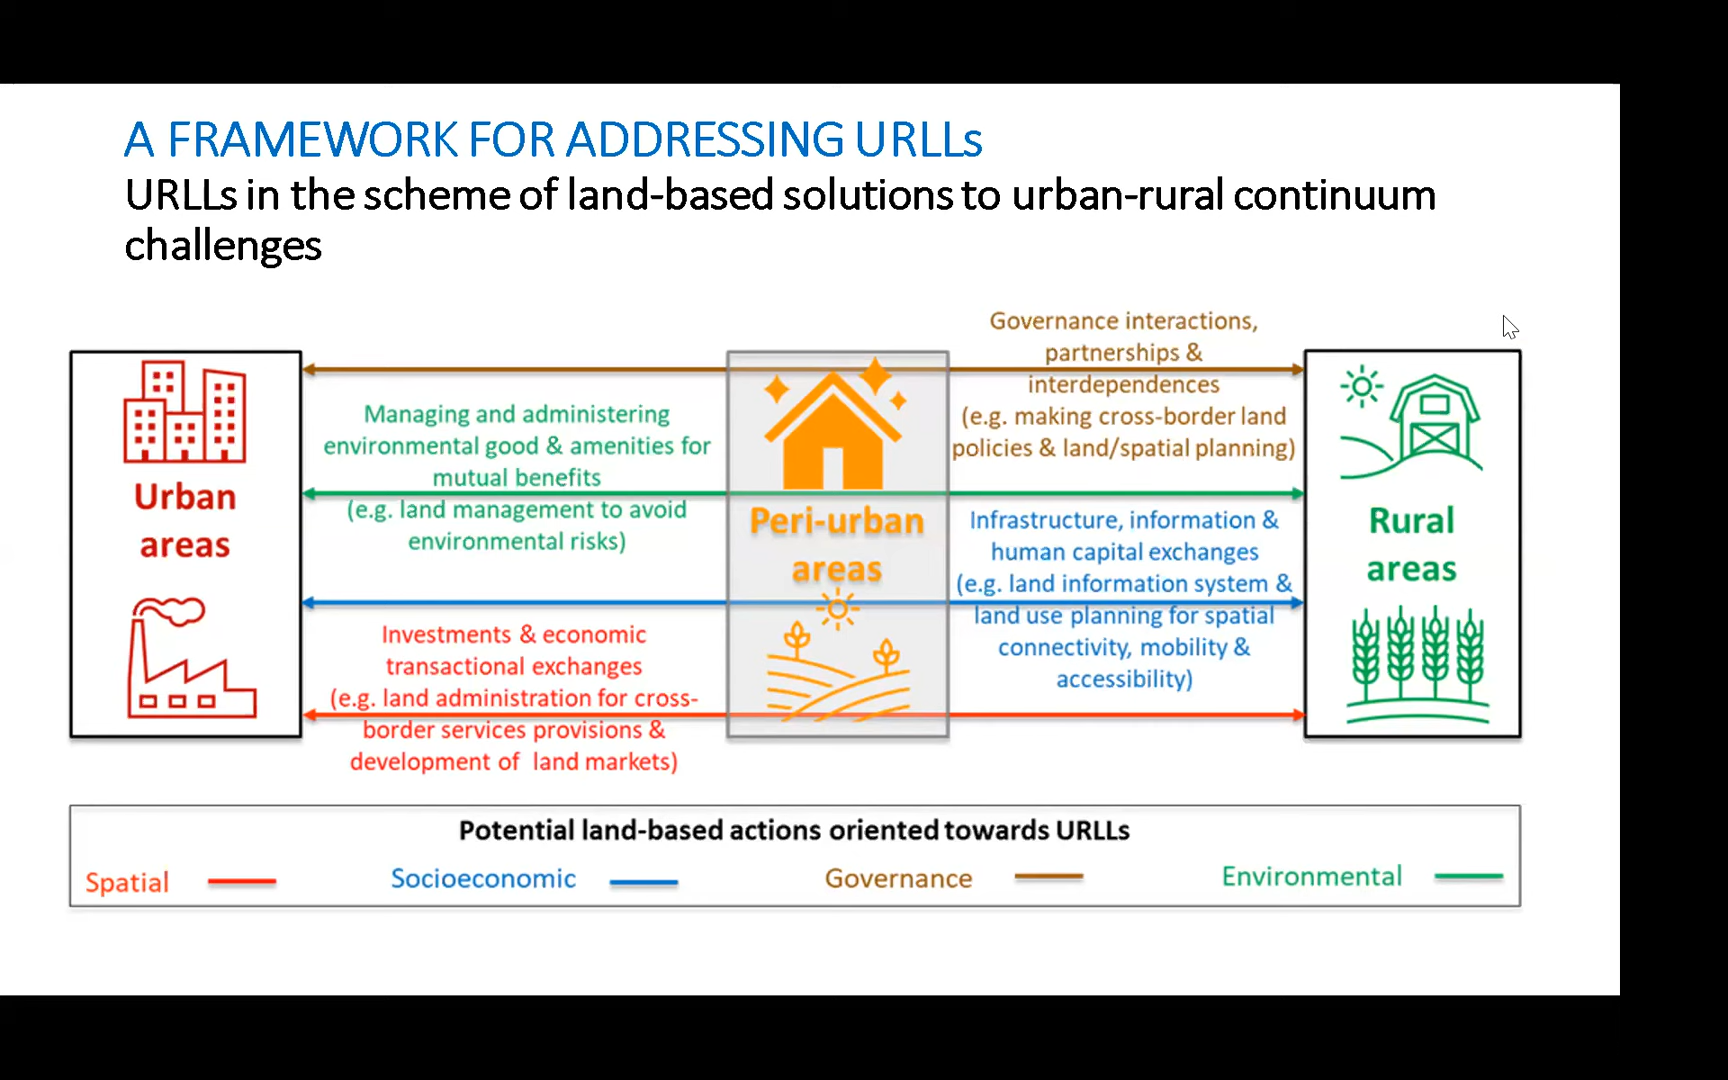 A FRAMEWORK FOR ADDRESSING URLLs
URLLs in the scheme of land-based solutions to urban-rural continuum
challenges
Urban
areas
Managing and administering
environmental good & amenities for
mutual benefits
(e.g. land management to avoid
environmental risks)
Investments & economic
transactional exchanges
(e.g. land administration for cross-
border services provisions &
development of land markets)
Peri-urban
areas
Governance interactions,
partnerships &
interdependences
(e.g. making cross-border land
policies & land/spatial planning)
Infrastructure, information &
human capital exchanges
(e.g. land information system &
land use planning for spatial
connectivity, mobility &
accessibility)
Rural
areas
Potential land-based actions oriented towards URLLs
Spatial
Socioeconomic
Governance
Environmental